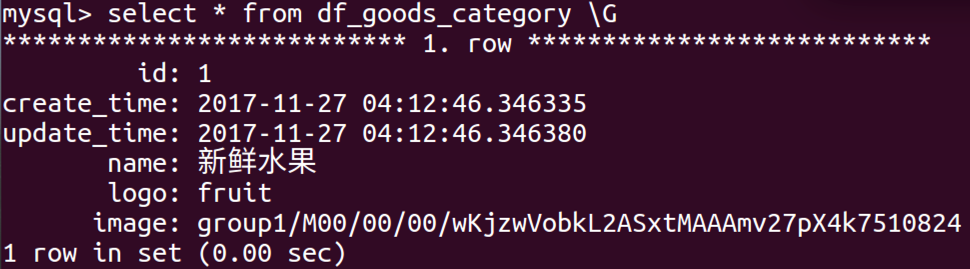 mysql> select * from df_goods_category \G
*************************** 1. row ***************************
id: 1
create_time: 2017-11-27 04:12:46.346335
update_time: 2017-11-27 04:12:46.346380
name: 新鲜水果
logo: fruit
image: group1/M00/00/00/wKjzwVobkL2ASxtMAAAmv27pX4k7510824
1 row in set (0.00 sec)